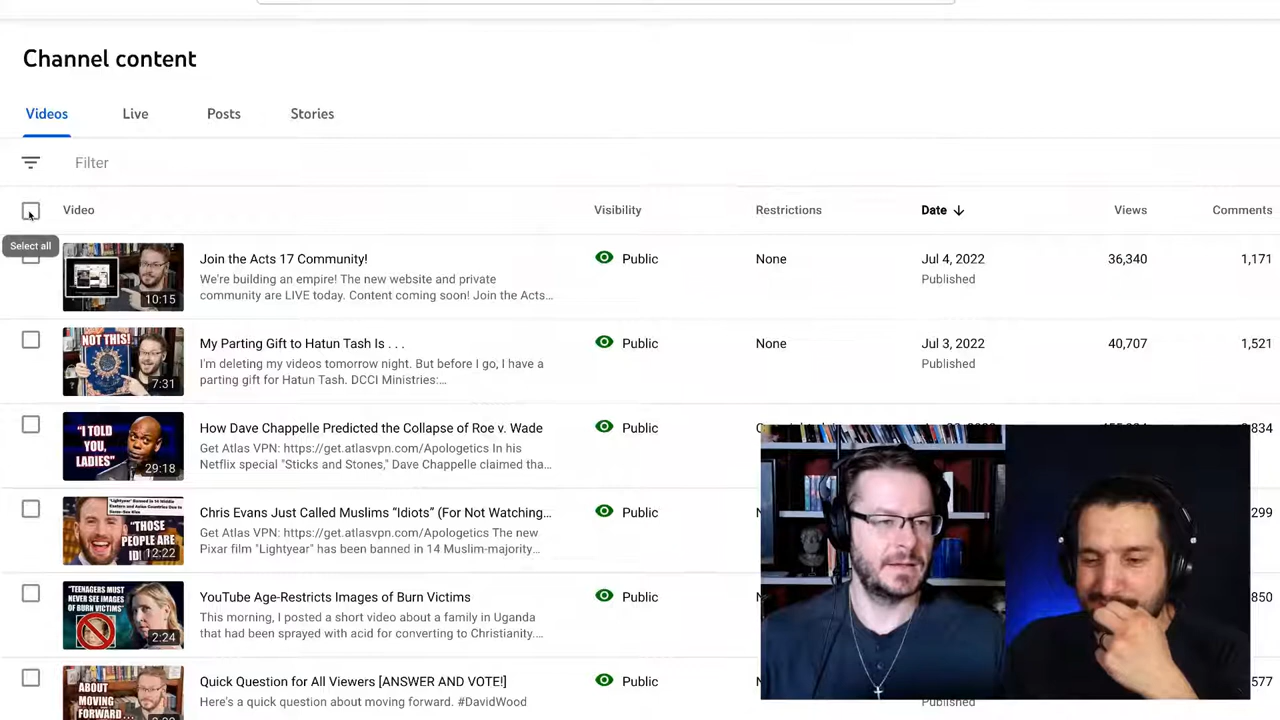 Channel content
Videos Live Posts Stories
Filter
Video Visibility Restrictions Date Views Comments
Select all
Join the Acts 17 Community! Public None Jul 4, 2022 36,340 1,171
We're building an empire! The new website and private Published
community are LIVE today. Content coming soon! Join the Acts...
10:15
My Parting Gift to Hatun Tash Is . . . Public None Jul 3, 2022 40,707 1,521
I'm deleting my videos tomorrow night. But before I go, I have a Published
parting gift for Hatun Tash. DCCI Ministries:...
NOT THIS!
7:31
How Dave Chappelle Predicted the Collapse of Roe v. Wade Public 834
Get Atlas VPN: https://get.atlasvpn.com/Apologetics In his
Netflix special "Sticks and Stones," Dave Chappelle claimed tha...
"I TOLD
YOU,
LADIES"
29:18
Chris Evans Just Called Muslims “Idiots” (For Not Watching... Public 299
Get Atlas VPN: https://get.atlasvpn.com/Apologetics The new
Pixar film "Lightyear" has been banned in 14 Muslim-majority...
"THOSE
PEOPLE ARE
12:22
YouTube Age-Restricts Images of Burn Victims Public 850
This morning, I posted a short video about a family in Uganda
that had been sprayed with acid for converting to Christianity....
"TEENAGERS MUST
NEVER SEE IMAGES
OF BURN VICTIMS"
2:24
Quick Question for All Viewers [ANSWER AND VOTE!] Public 577
Here's a quick question about moving forward. #DavidWood Published
ABOUT
MOVING
FORWARD...